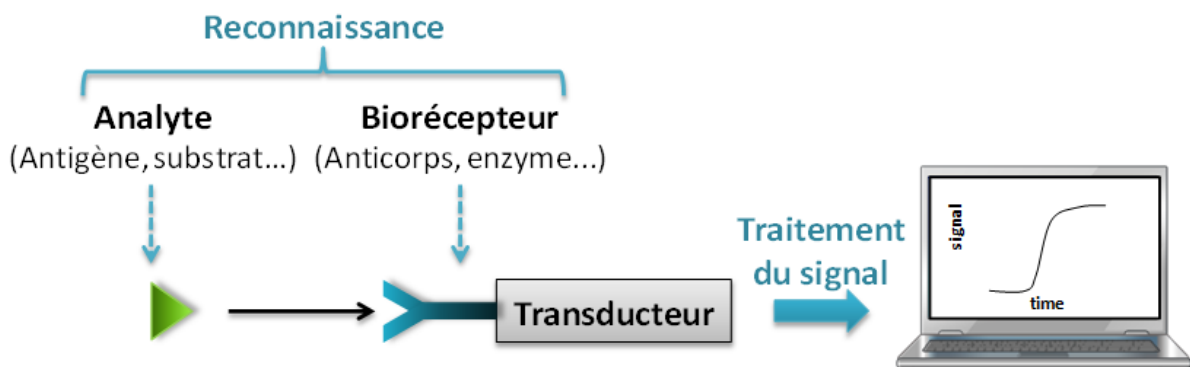 Reconnaissance
Analyte
(Antigène, substrat...)
Biorécepteur
(Anticorps, enzyme...)
Transducteur
Traitement
du signal
signal
time